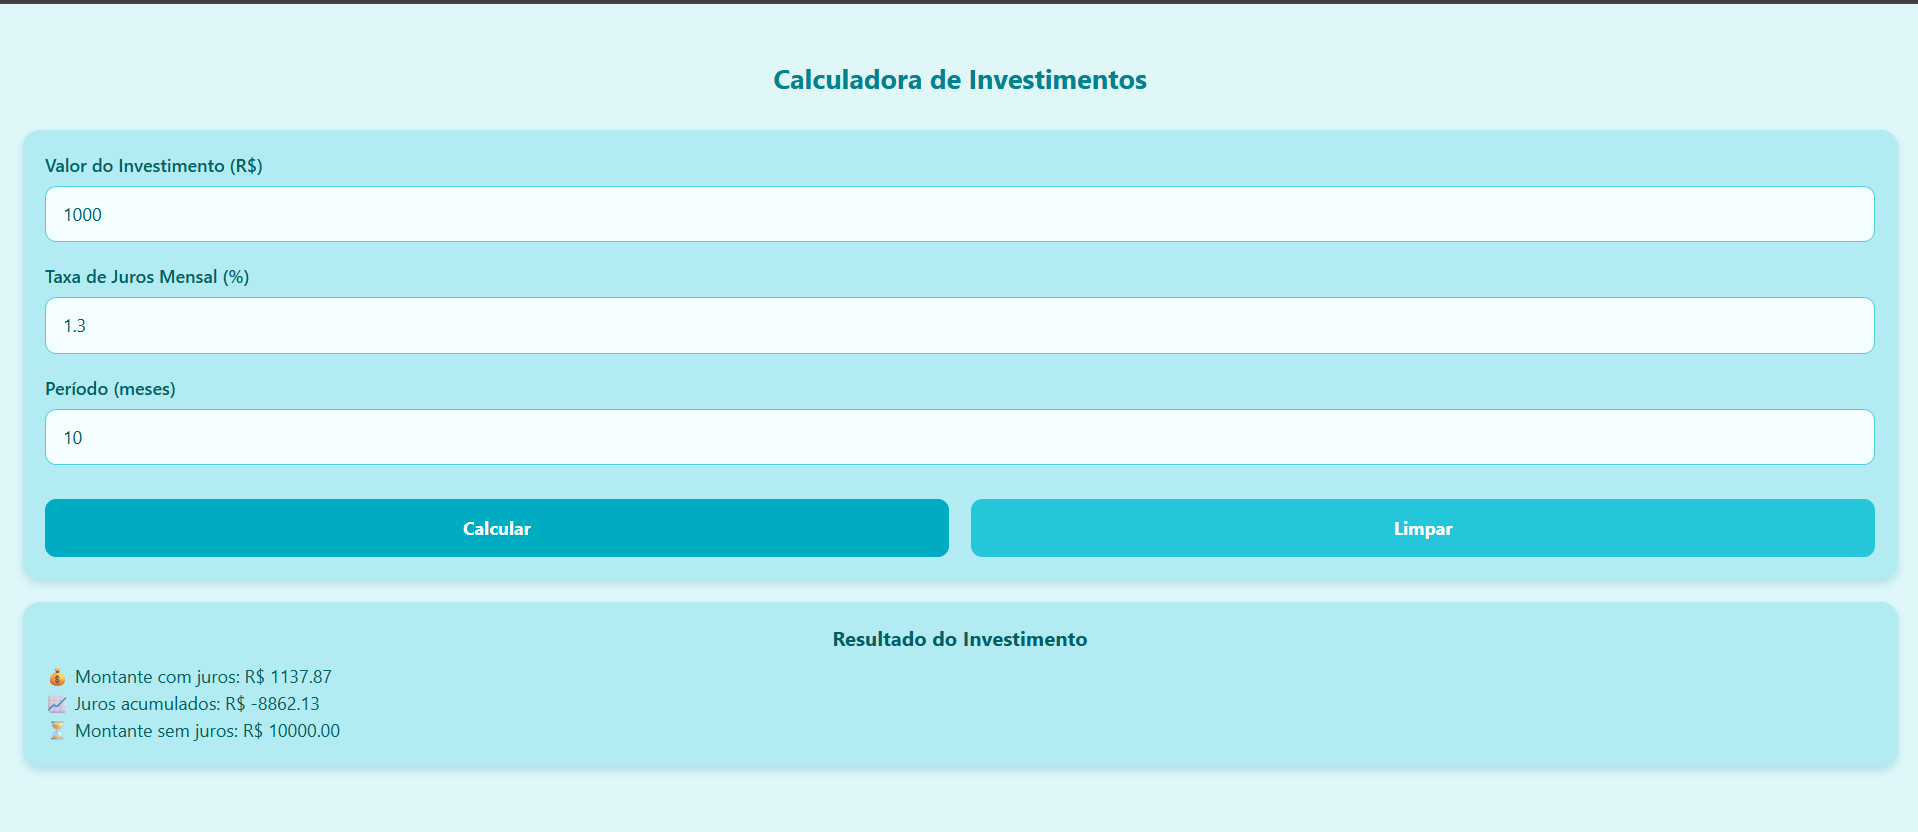 Calculadora de Investimentos
Valor do Investimento (R$)
1000
Taxa de Juros Mensal (%)
1.3
Período (meses)
10
Calcular Limpar
Resultado do Investimento
💰 Montante com juros: R$ 1137.87
📈 Juros acumulados: R$ -8862.13
⏳ Montante sem juros: R$ 10000.00